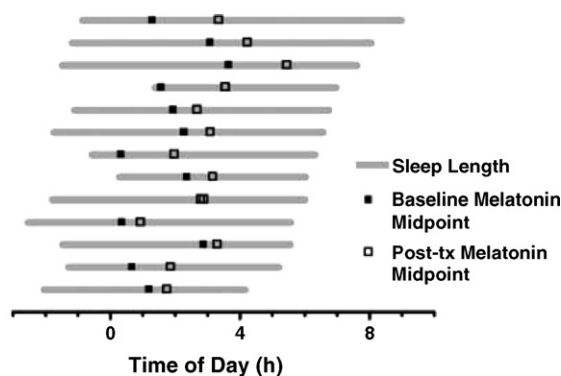 Sleep Length
Baseline Melatonin
Midpoint
Post-tx Melatonin
Midpoint
0 4 8
Time of Day (h)